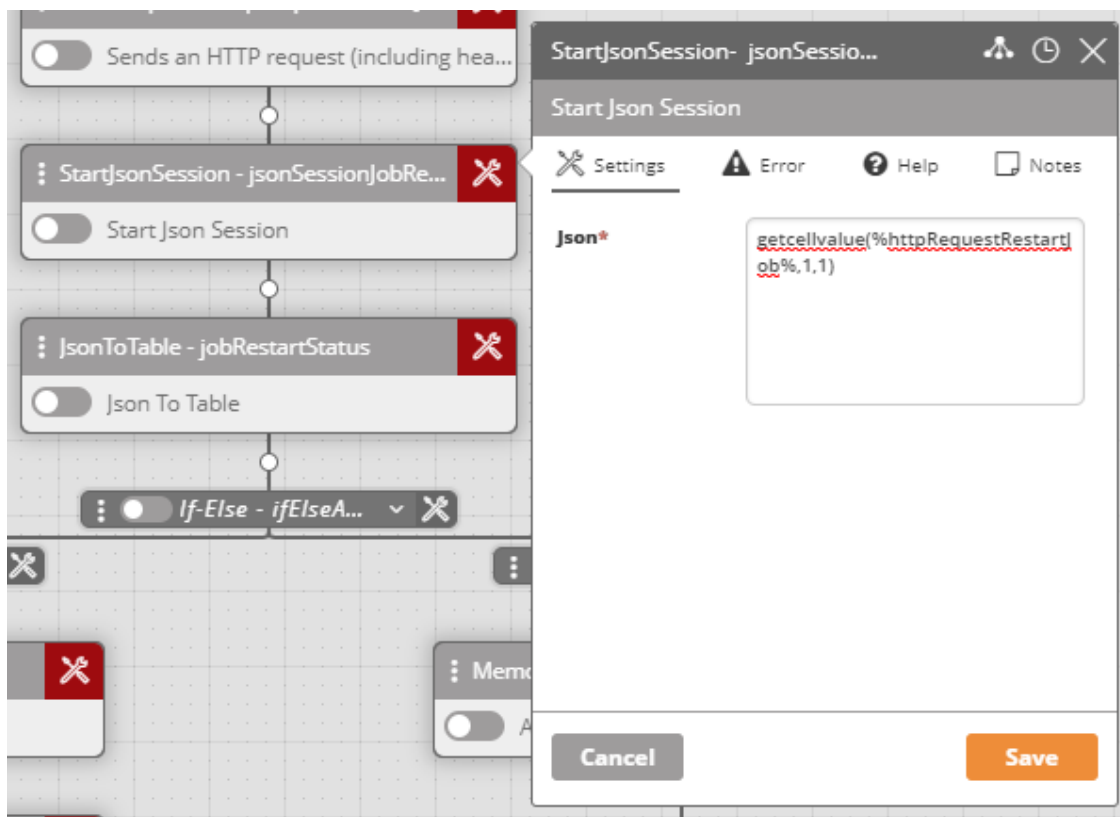 Sends an HTTP request (including hea...
StartJsonSession - jsonSessionJobRe...
Start Json Session
JsonToTable - jobRestartStatus
Json To Table
If-Else - ifElseA...
Memo
A
StartJsonSession- jsonSessio...
Start Json Session
Settings
Error
Help
Notes
Json*
getcellvalue(%httpRequestRestartJ
ob%,1,1)
Cancel
Save